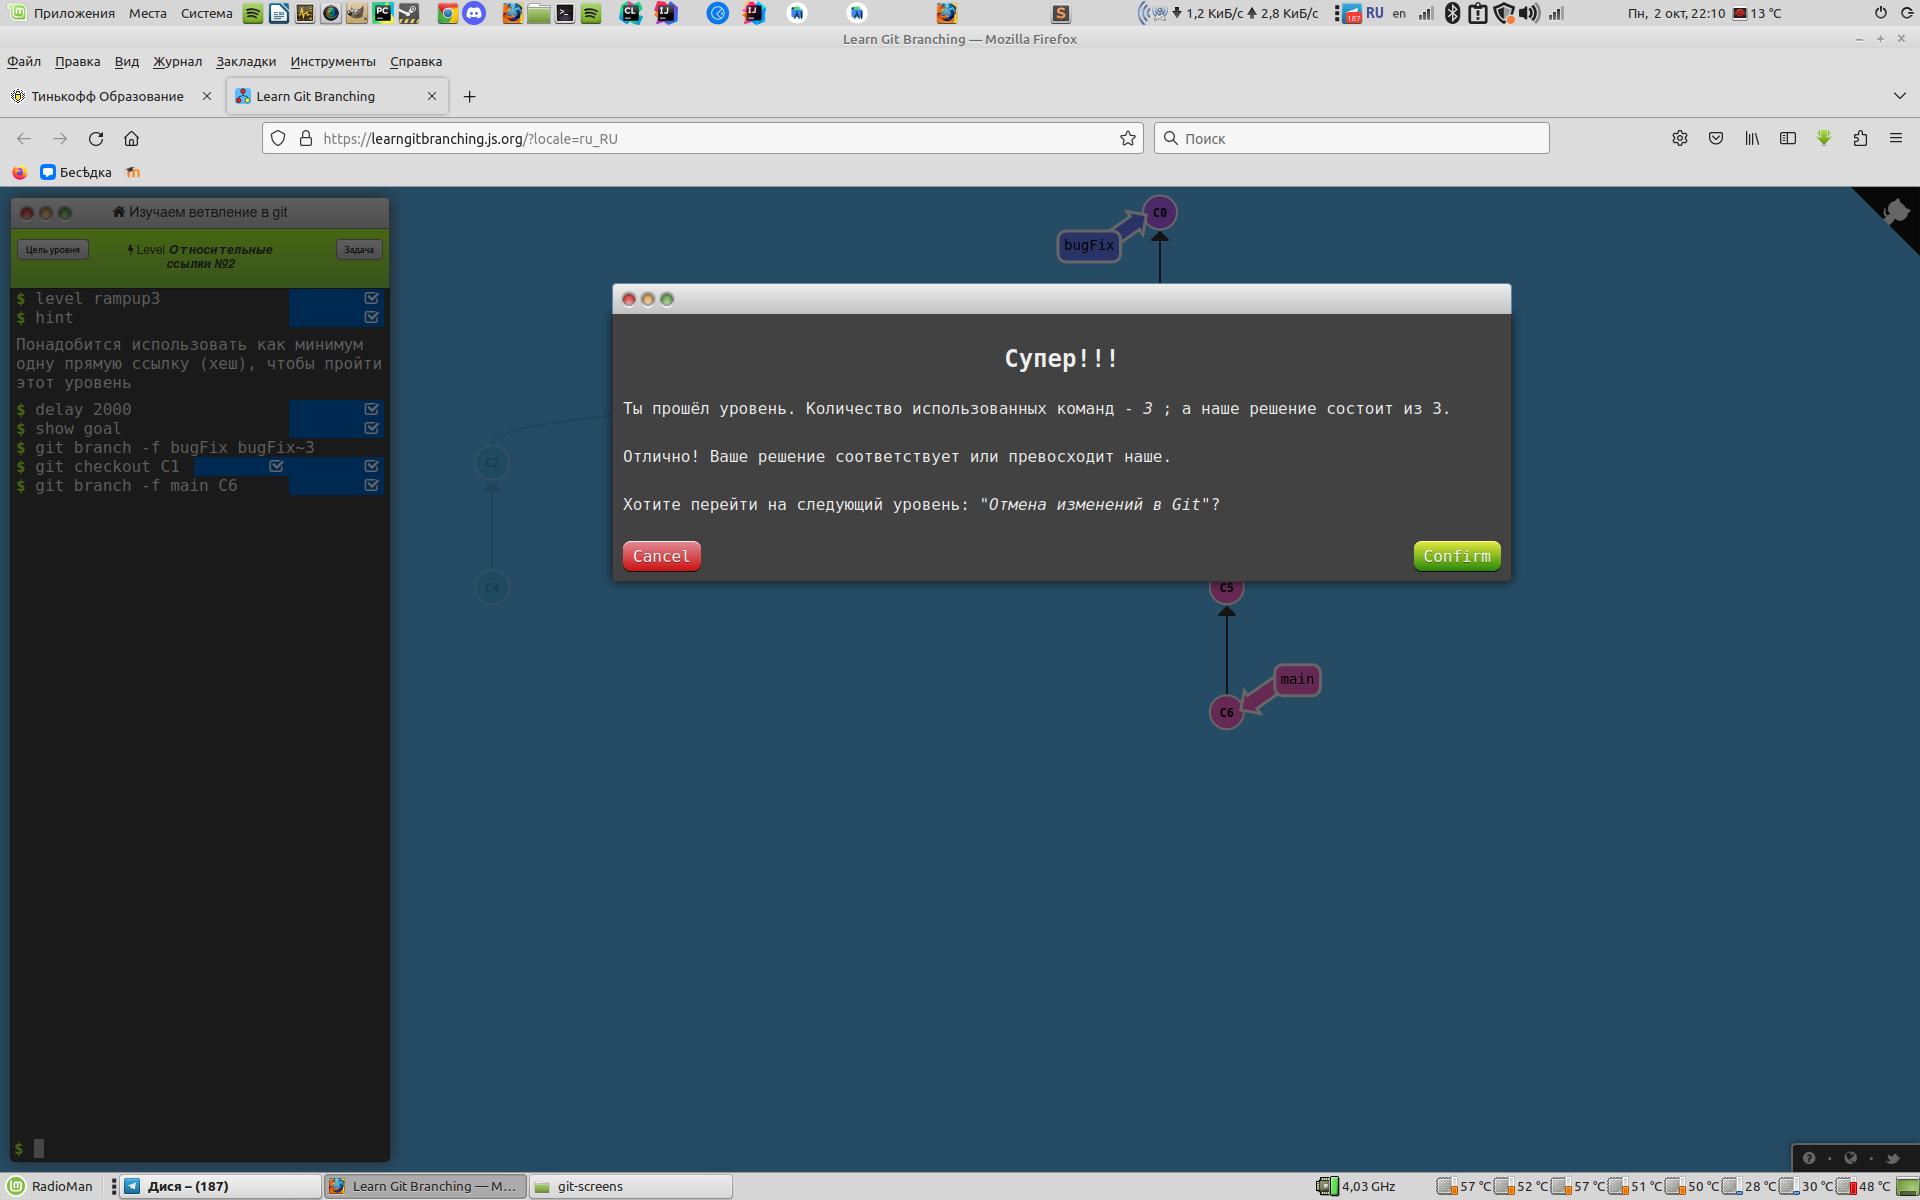 Приложения Места Система
1,2 КиБ/с 2,8 КиБ/с 187 RU en Пн, 2 окт, 22:10 13 °C
Learn Git Branching — Mozilla Firefox
Файл Правка Вид Журнал Закладки Инструменты Справка
Тинькофф Образование Learn Git Branching
https://learngitbranching.js.org/?locale=ru_RU Поиск
Бесѣдка
Изучаем ветвление в git
Цель уровня
Level Относительные ссылки №2
Задача
$ level rampup3
$ hint
Понадобится использовать как минимум
одну прямую ссылку (хеш), чтобы пройти
этот уровень
$ delay 2000
$ show goal
$ git branch -f bugFix bugFix~3
$ git checkout C1
$ git branch -f main C6
$
C0
bugFix
C2
C4
Супер!!!
Ты прошёл уровень. Количество использованных команд - 3 ; а наше решение состоит из 3.
Отлично! Ваше решение соответствует или превосходит наше.
Хотите перейти на следующий уровень: "Отмена изменений в Git"?
Cancel Confirm
C5
main
C6
RadioMan Дися – (187) Learn Git Branching — M... git-screens 4,03 GHz 57 °C 52 °C 57 °C 51 °C 50 °C 28 °C 30 °C 48 °C